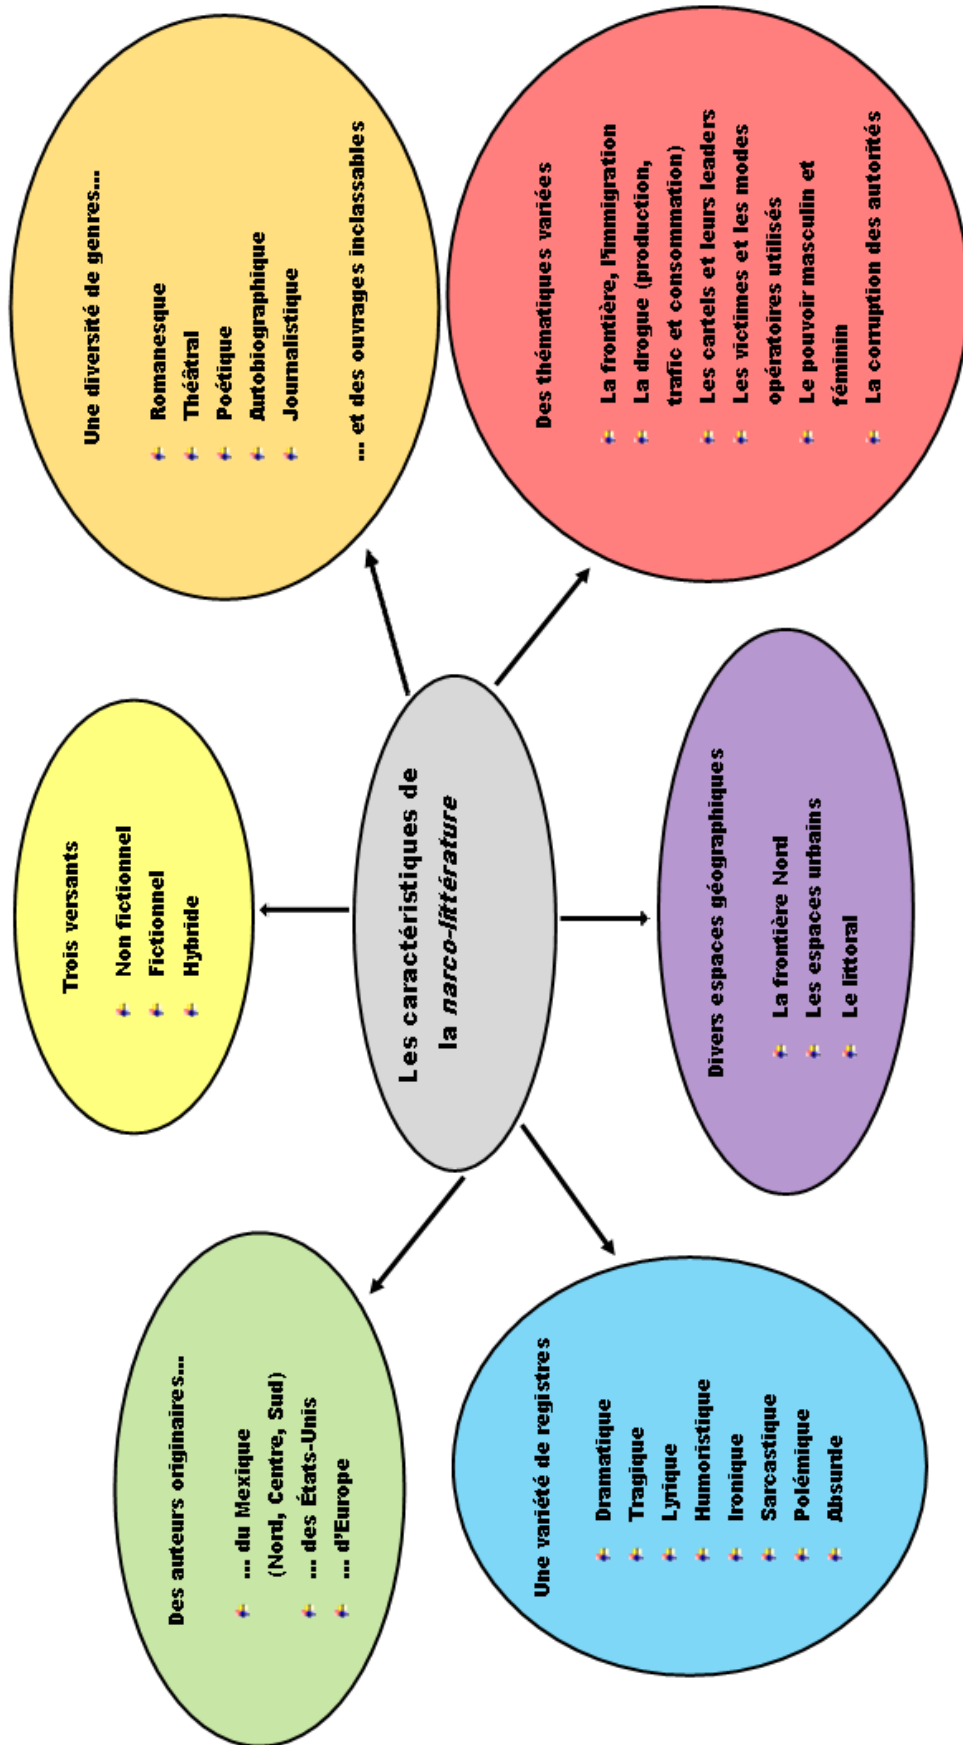 Des auteurs originaires...
... du Mexique
(Nord, Centre, Sud)
... des États-Unis
... d'Europe
Trois versants
Non fictionnel
Fictionnel
Hybride
Une diversité de genres...
Romanesque
Théâtral
Poétique
Autobiographique
Journalistique
... et des ouvrages inclassables
Les caractéristiques de
la narco-littérature
Une variété de registres
Dramatique
Tragique
Lyrique
Humoristique
Ironique
Sarcastique
Polémique
Absurde
Divers espaces géographiques
La frontière Nord
Les espaces urbains
Le littoral
Des thématiques variées
La frontière, l'immigration
La drogue (production,
trafic et consommation)
Les cartels et leurs leaders
Les victimes et les modes
opératoires utilisés
Le pouvoir masculin et
féminin
La corruption des autorités